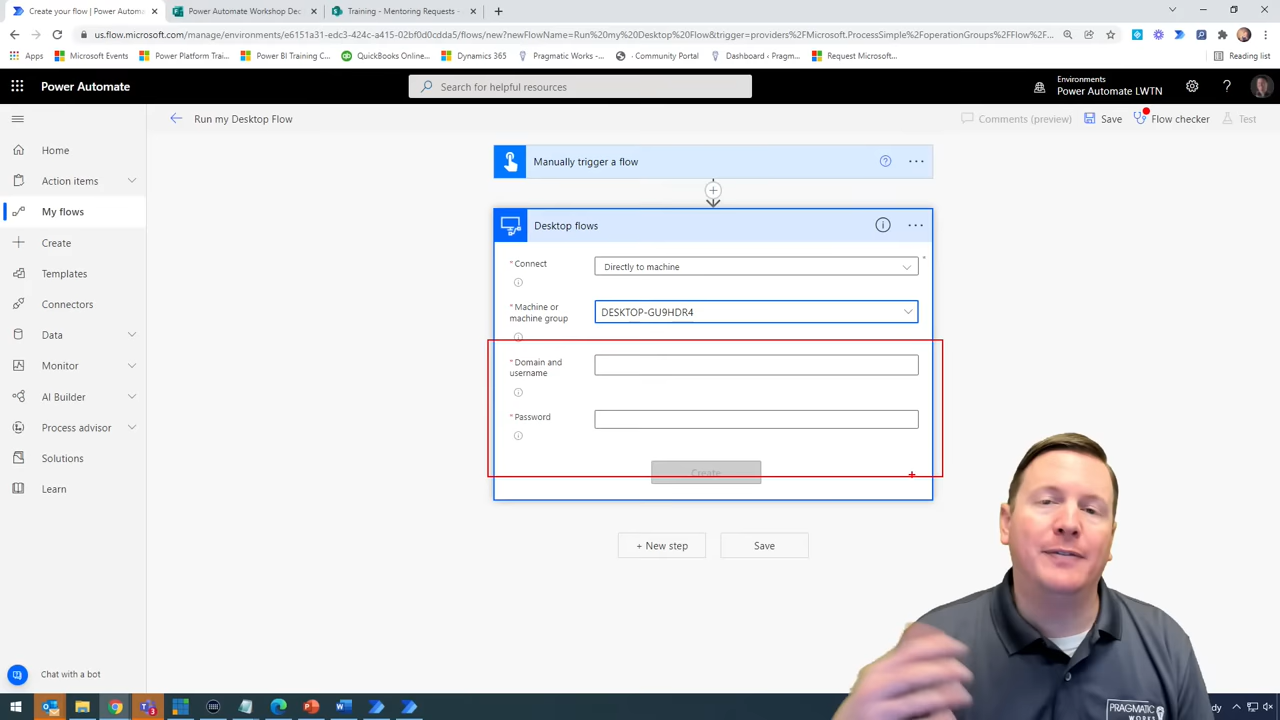 Create your flow | Power Automat
Power Automate Workshop Dec
Training - Mentoring Requests -
us.flow.microsoft.com/manage/environments/e6151a31-edc3-424c-a415-02bf0d0cdda5/flows/new?newFlowName=Run%20my%20Desktop%20Flow&trigger=providers%2FMicrosoft.ProcessSimple%2FoperationGroups%2FFlow%2F...
Apps
Microsoft Events
Power Platform Trai...
Power BI Training C...
QuickBooks Online...
Dynamics 365
Pragmatic Works -...
· Community Portal
Dashboard ‹ Pragm...
Request Microsoft...
Reading list
Power Automate
Search for helpful resources
Environments
Power Automate LWTN
Run my Desktop Flow
Comments (preview)
Save
Flow checker
Test
Home
Action items
My flows
Create
Templates
Connectors
Data
Monitor
AI Builder
Process advisor
Solutions
Learn
Chat with a bot
Manually trigger a flow
Desktop flows
* Connect
Directly to machine
* Machine or
machine group
DESKTOP-GU9HDR4
* Domain and
username
* Password
Create
+ New step
Save
PRAGMATIC
WORKS